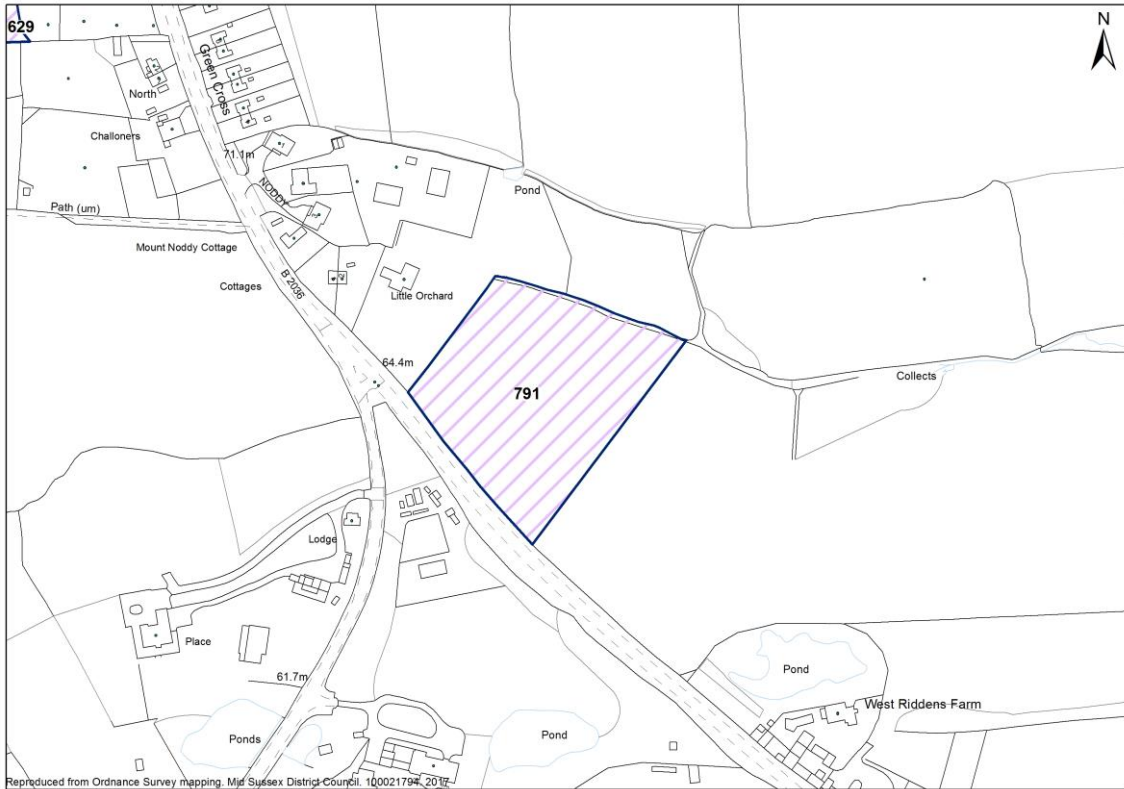 629
N
Green Cross
North
Challoners
71.1m
NODDY
Path (um)
Pond
Mount Noddy Cottage
B 2036
Cottages
Little Orchard
64.4m
791
Collects
Lodge
Place
61.7m
Pond
West Riddens Farm
Ponds
Pond
Reproduced from Ordnance Survey mapping. Mid Sussex District Council. 100021794. 2017